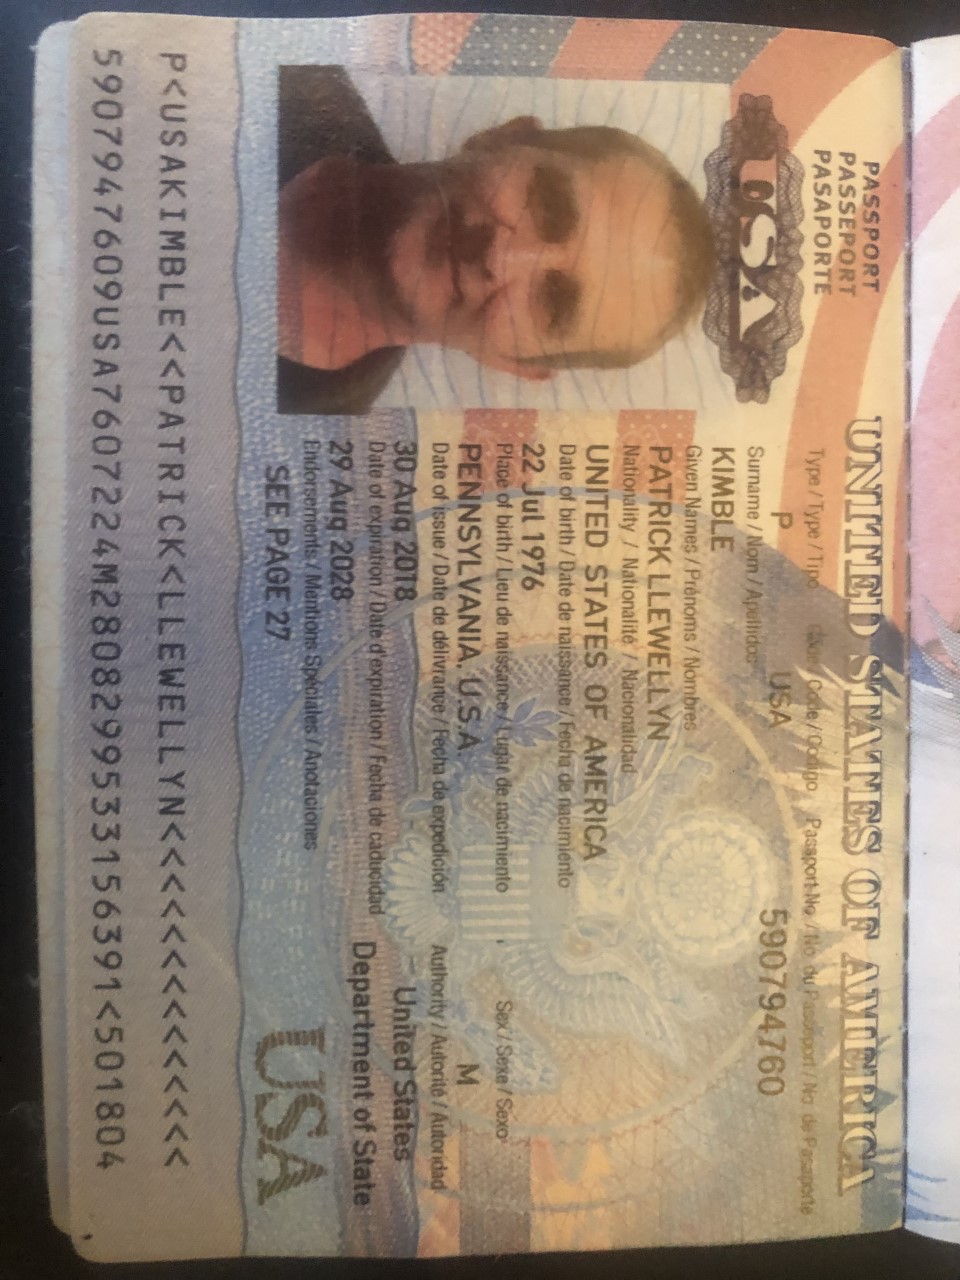 UNITED STATES OF AMERICA
PASSPORT
PASSEPORT
PASAPORTE
USA
Type / Type / Tipo Code / Código Passport No. / No du Passeport / No. de Pasaporte
P USA 590794760
Surname / Nom / Apellidos
KIMBLE
Given Names / Prénoms / Nombres
PATRICK LLEWELLYN
Nationality / Nationalité / Nacionalidad
UNITED STATES OF AMERICA
Date of birth / Date de naissance / Fecha de nacimiento
22 Jul 1976
Place of birth / Lieu de naissance / Lugar de nacimiento Sex / Sexe / Sexo
PENNSYLVANIA, U.S.A. M
Date of issue / Date de délivrance / Fecha de expedición Authority / Autorité / Autoridad
30 Aug 2018 United States
Date of expiration / Date d'expiration / Fecha de caducidad Department of State
29 Aug 2028
Endorsements / Mentions Spéciales / Anotaciones
SEE PAGE 27
USA
P<USAKIMBLE<<PATRICK<LLEWELLYN<<<<<<<<<<<<<<
5907947609USA7607224M2808299533156391<501804